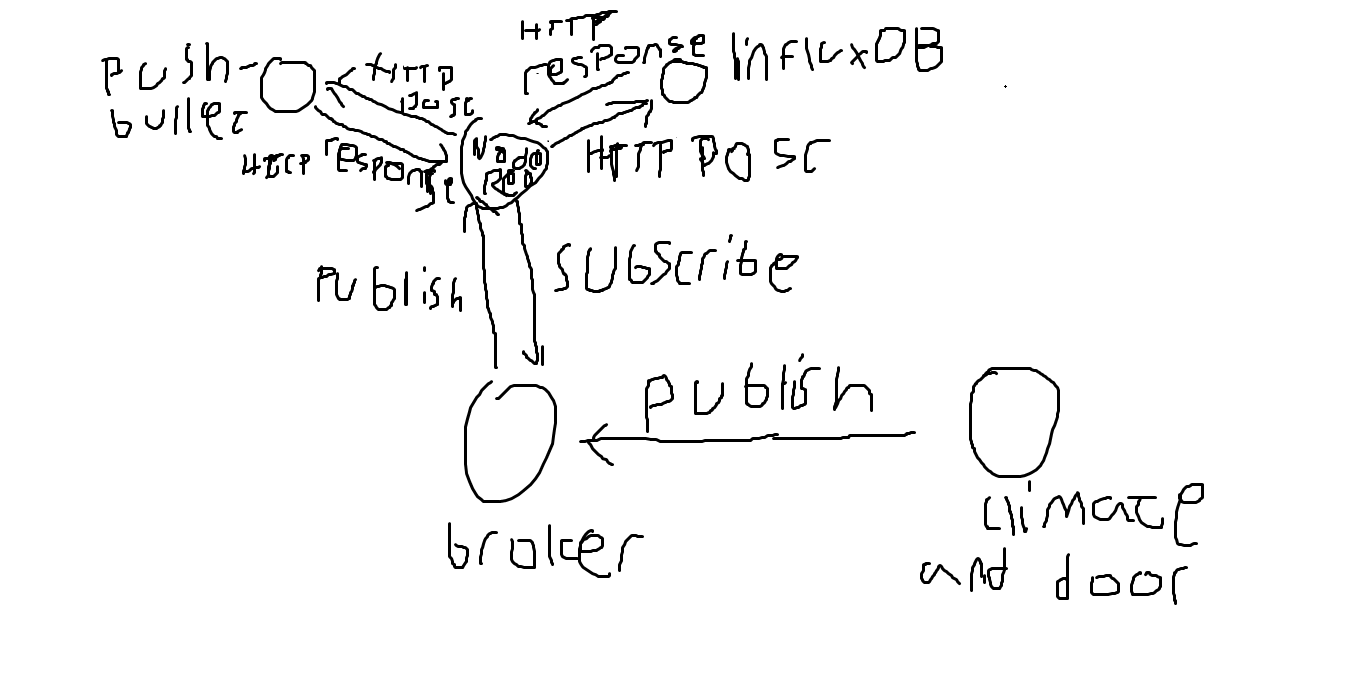 HTTP
response
InfluxDB
push-
bullet
HTTP
post
Node
Red
HTTP post
HTTP response
publish
subscribe
publish
broker
climate
and door